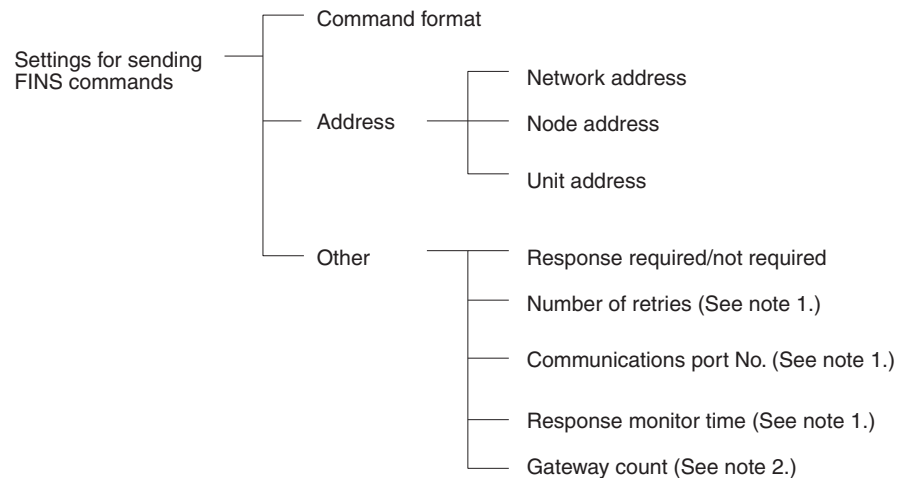 Command format
Settings for sending
FINS commands
Address
Network address
Node address
Unit address
Other
Response required/not required
Number of retries (See note 1.)
Communications port No. (See note 1.)
Response monitor time (See note 1.)
Gateway count (See note 2.)